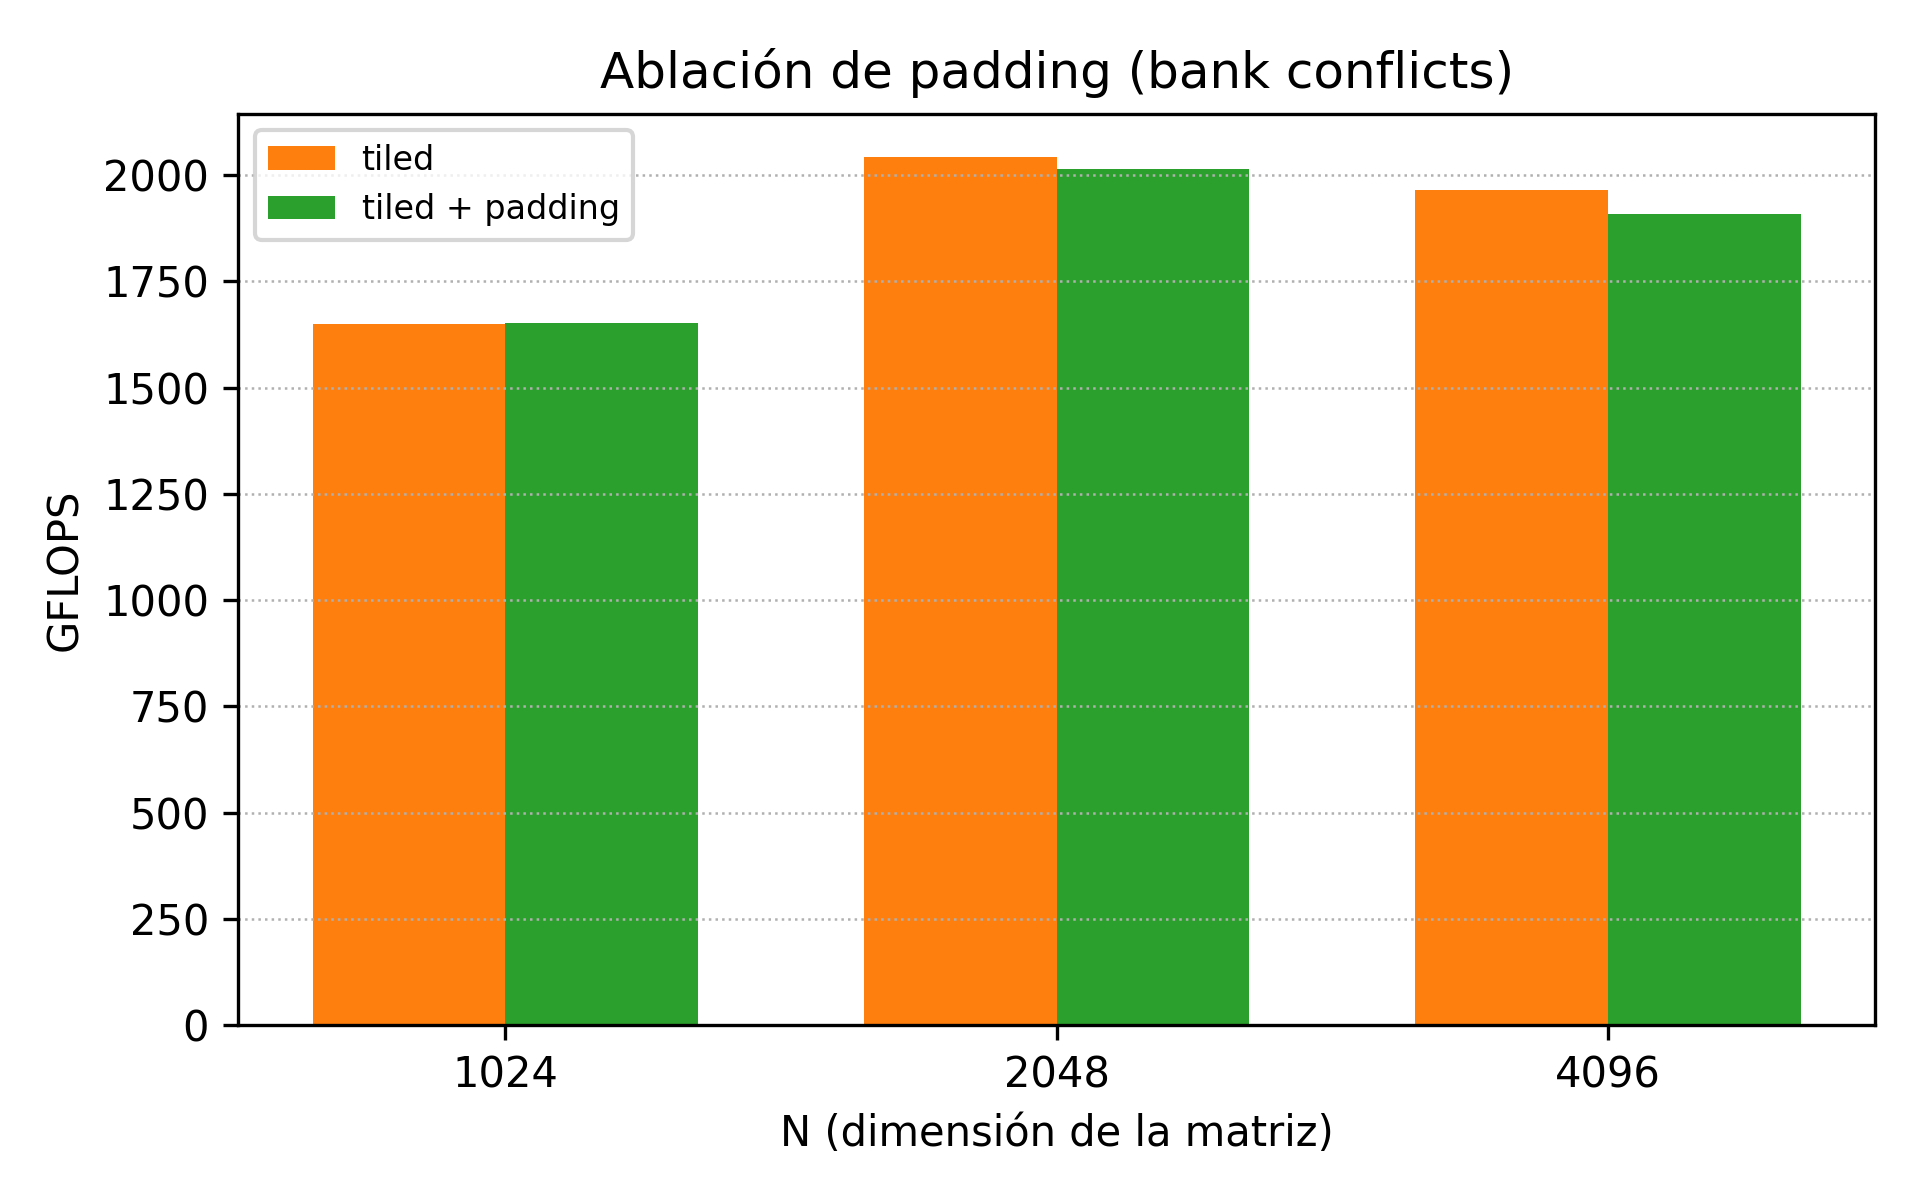 Ablación de padding (bank conflicts)
tiled
tiled + padding
2000
1750
1500
1250
1000
750
500
250
0
GFLOPS
1024 2048 4096
N (dimensión de la matriz)